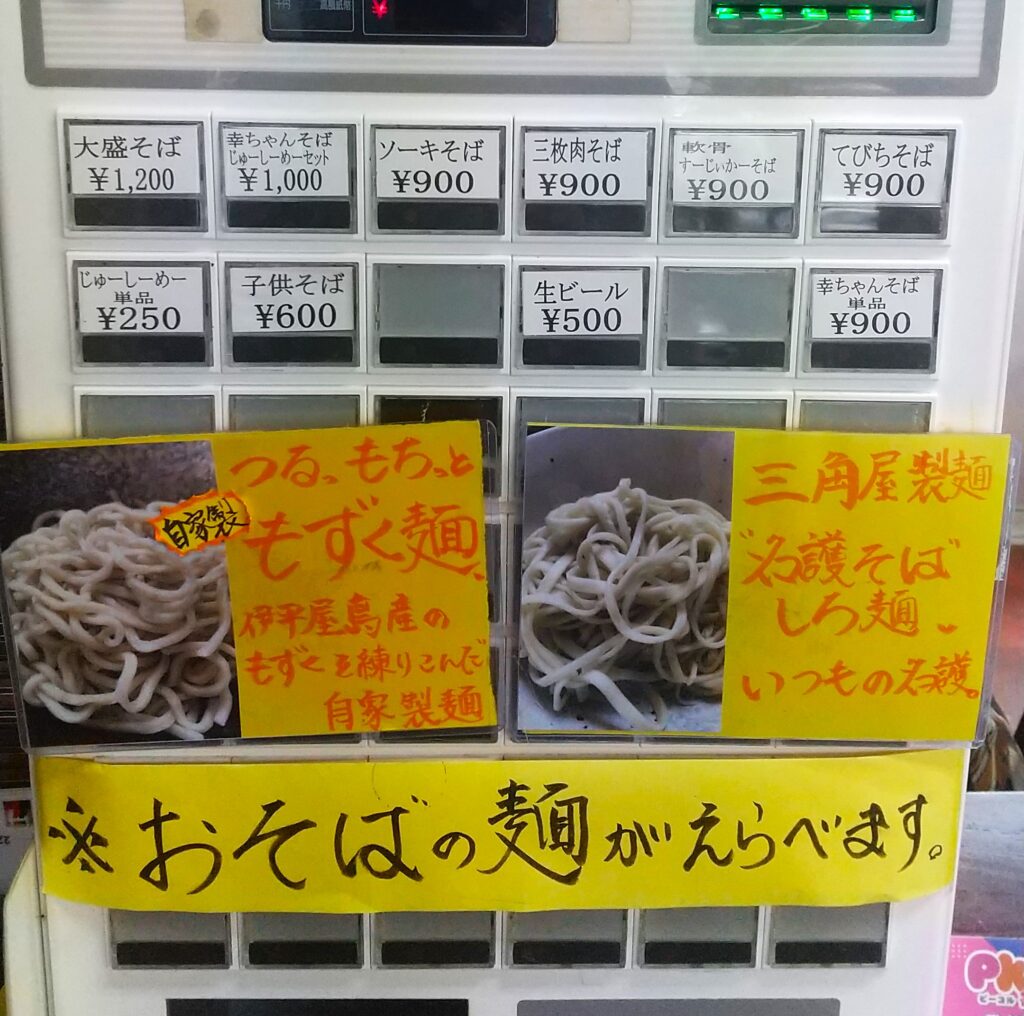 千円
高額紙幣
¥
大盛そば
¥1,200
幸ちゃんそば
じゅーしーめーセット
¥1,000
ソーキそば
¥900
三枚肉そば
¥900
軟骨
すーじぃかーそば
¥900
てびちそば
¥900
じゅーしーめー
単品
¥250
子供そば
¥600
生ビール
¥500
幸ちゃんそば
単品
¥900
つるっもちっと
自家製
もずく麺
伊平屋島産の
もずくを練りこんだ
自家製麺
三角屋製麺
"名護そば"
しろ麺
いつもの名護。
※おそばの麺がえらべます。